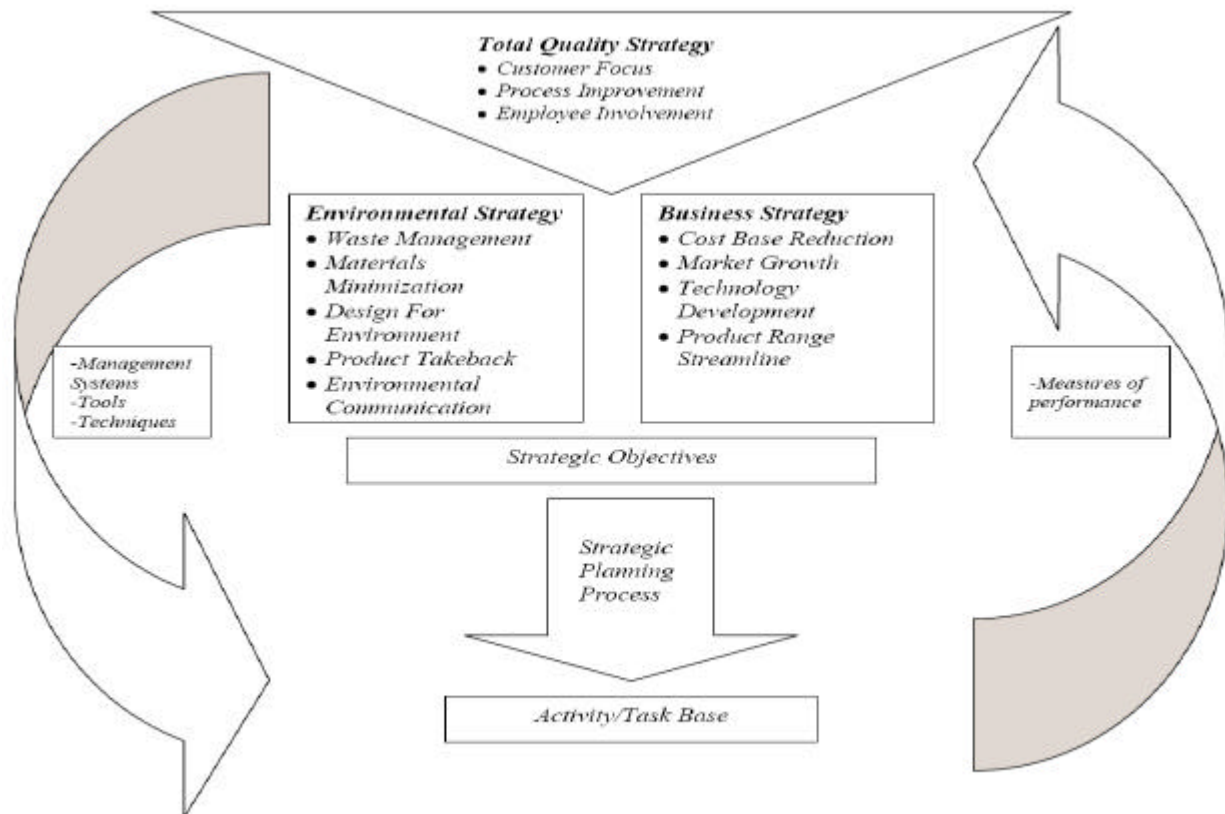 Total Quality Strategy
• Customer Focus
• Process Improvement
• Employee Involvement
Environmental Strategy
• Waste Management
• Materials
Minimization
• Design For
Environment
• Product Takeback
• Environmental
Communication
Business Strategy
• Cost Base Reduction
• Market Growth
• Technology
Development
• Product Range
Streamline
-Management
Systems
-Tools
-Techniques
-Measures of
performance
Strategic Objectives
Strategic
Planning
Process
Activity/Task Base